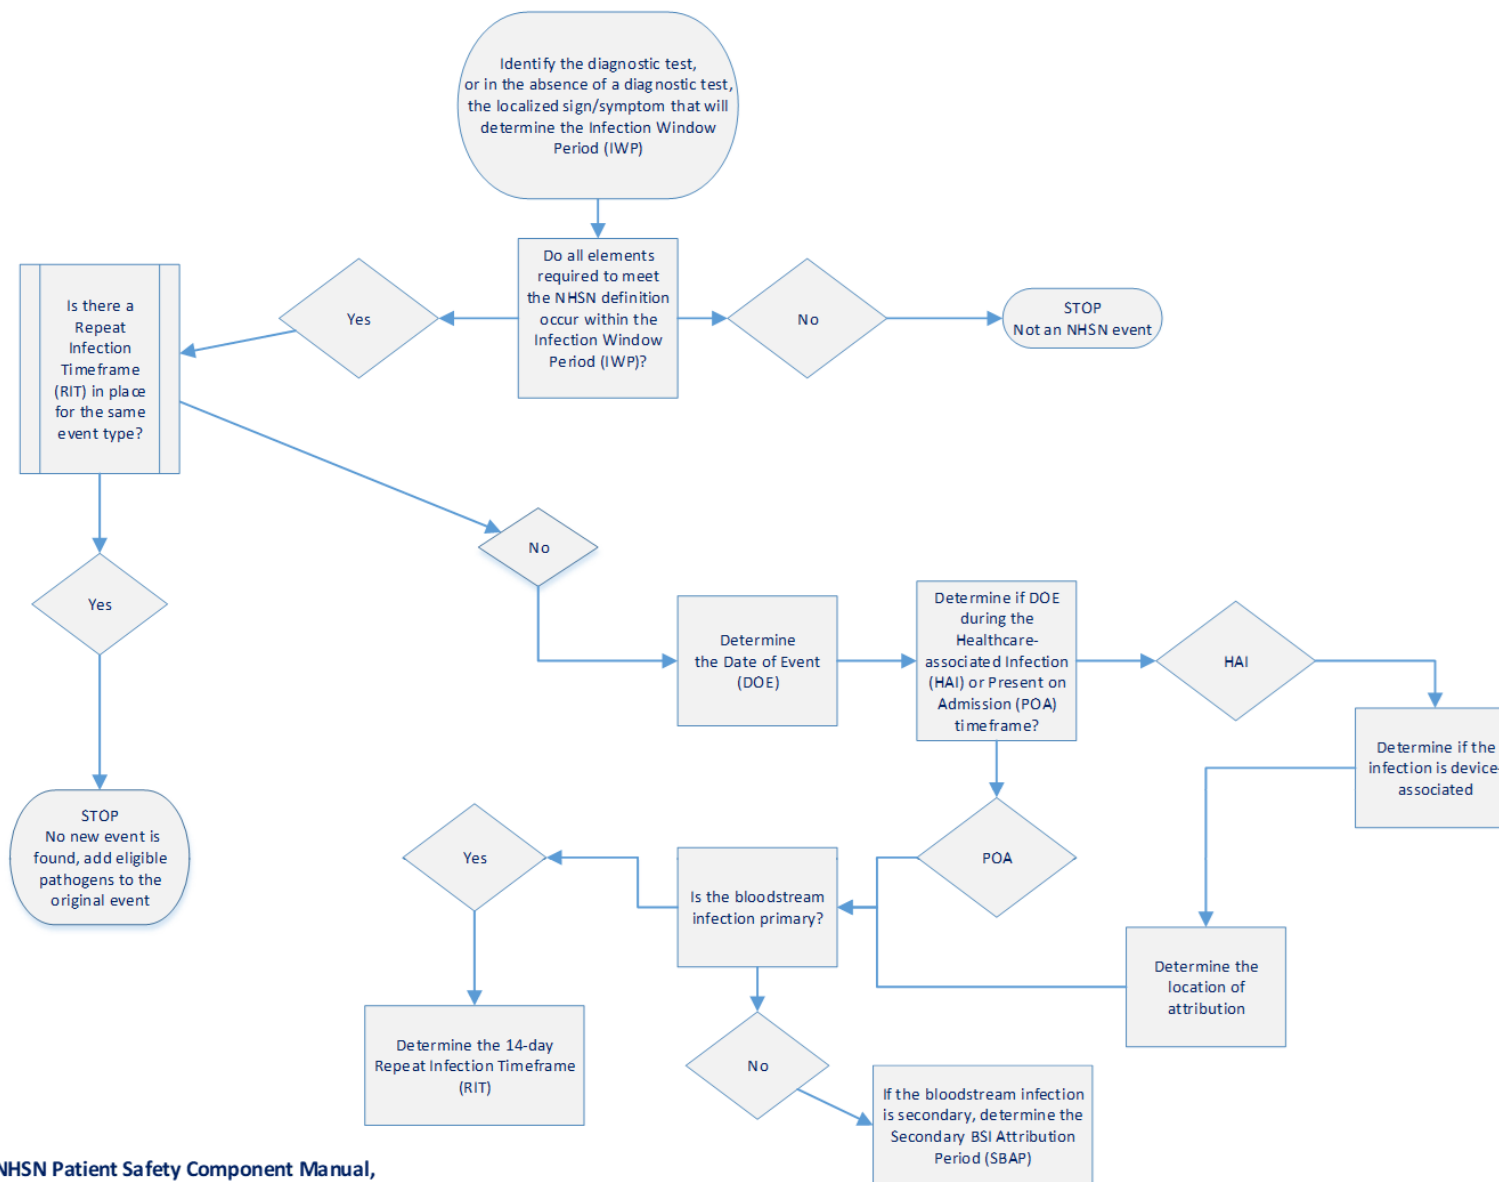 Identify the diagnostic test,
or in the absence of a diagnostic test,
the localized sign/symptom that will
determine the Infection Window
Period (IWP)
Do all elements
required to meet
the NHSN definition
occur within the
Infection Window
Period (IWP)?
Yes
No
STOP
Not an NHSN event
Is there a
Repeat
Infection
Timeframe
(RIT) in place
for the same
event type?
No
Yes
STOP
No new event is
found, add eligible
pathogens to the
original event
Determine
the Date of Event
(DOE)
Determine if DOE
during the
Healthcare-
associated Infection
(HAI) or Present on
Admission (POA)
timeframe?
HAI
Determine if the
infection is device-
associated
POA
Determine the
location of
attribution
Is the bloodstream
infection primary?
Yes
Determine the 14-day
Repeat Infection Timeframe
(RIT)
No
If the bloodstream infection
is secondary, determine the
Secondary BSI Attribution
Period (SBAP)
NHSN Patient Safety Component Manual,